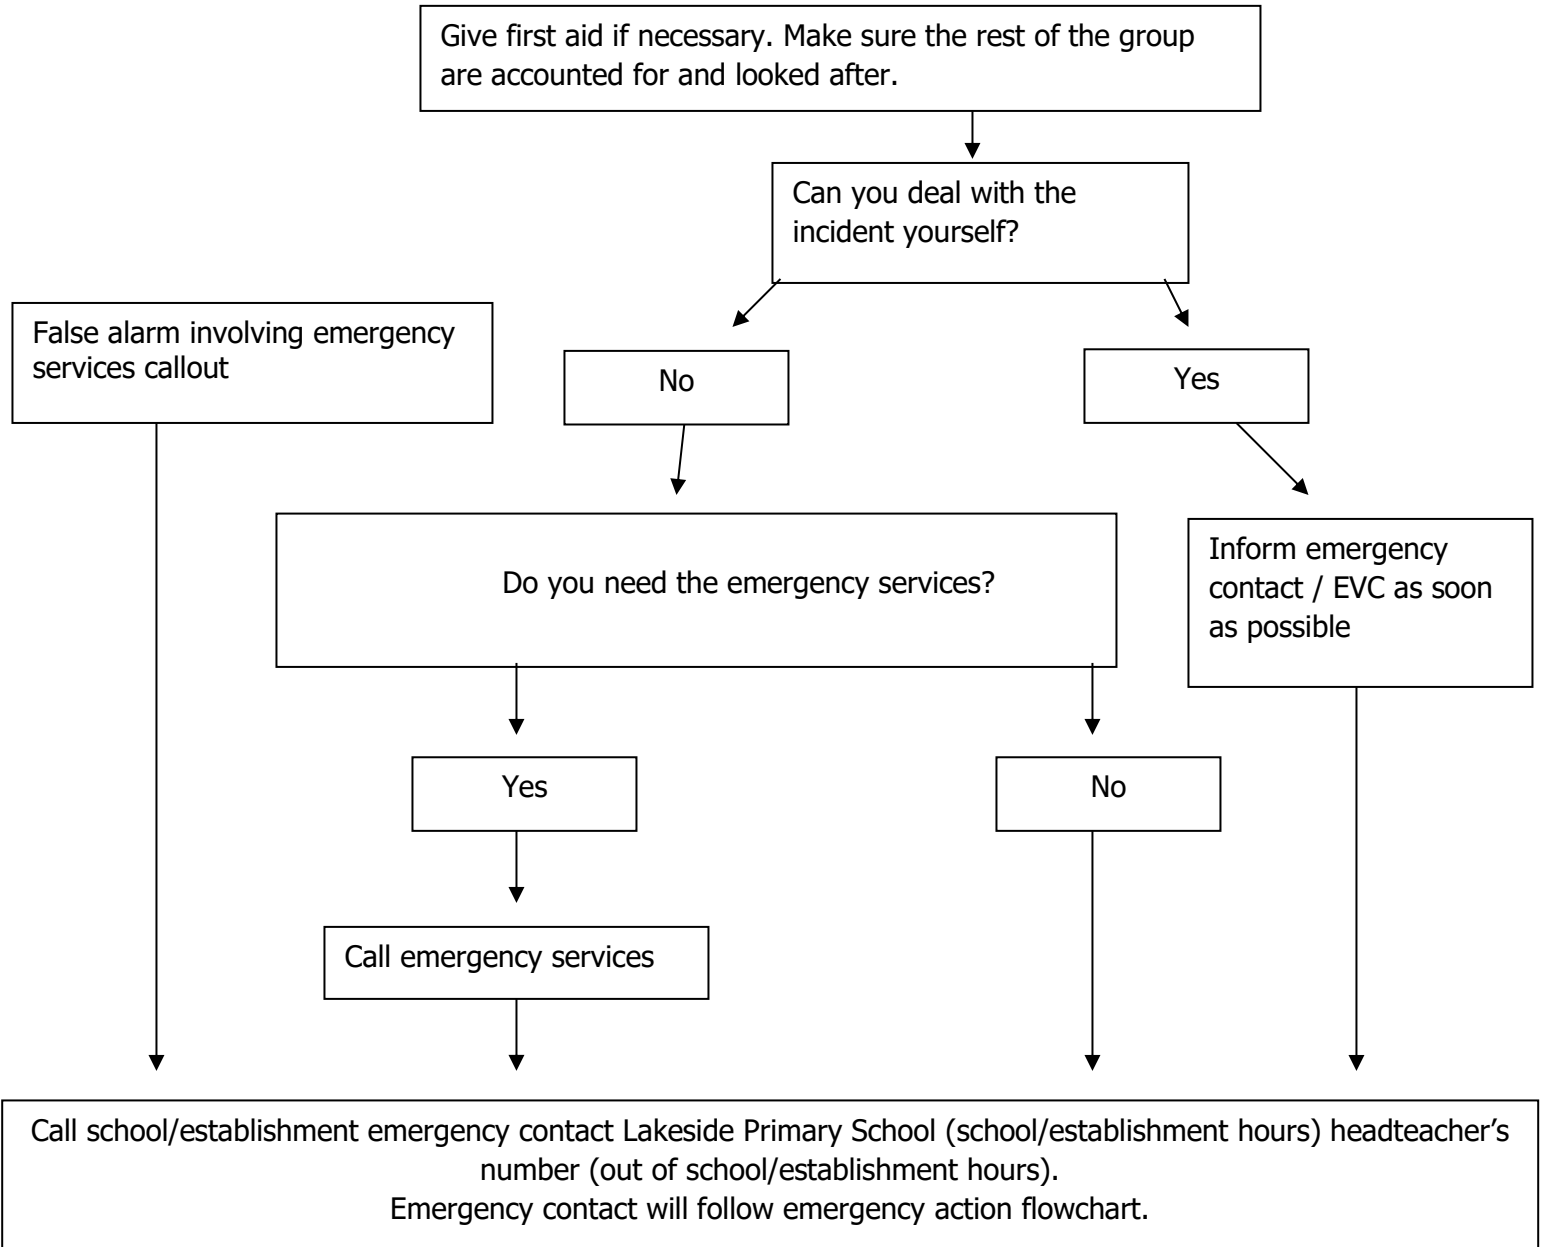 Give first aid if necessary. Make sure the rest of the group
are accounted for and looked after.
Can you deal with the
incident yourself?
False alarm involving emergency
services callout
No
Yes
Do you need the emergency services?
Inform emergency
contact / EVC as soon
as possible
Yes
No
Call emergency services
Call school/establishment emergency contact Lakeside Primary School (school/establishment hours) headteacher’s
number (out of school/establishment hours).
Emergency contact will follow emergency action flowchart.